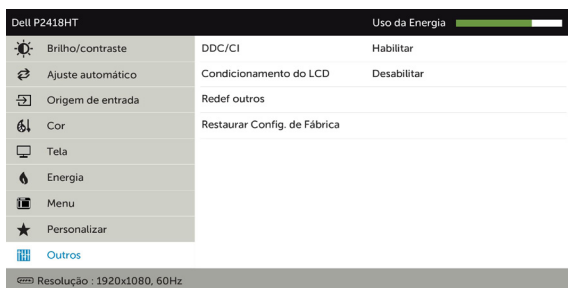 Dell P2418HT Uso da Energia
Brilho/contraste DDC/CI Habilitar
Ajuste automático Condicionamento do LCD Desabilitar
Origem de entrada Redef outros
Cor Restaurar Config. de Fábrica
Tela
Energia
Menu
Personalizar
Outros
Resolução : 1920x1080, 60Hz